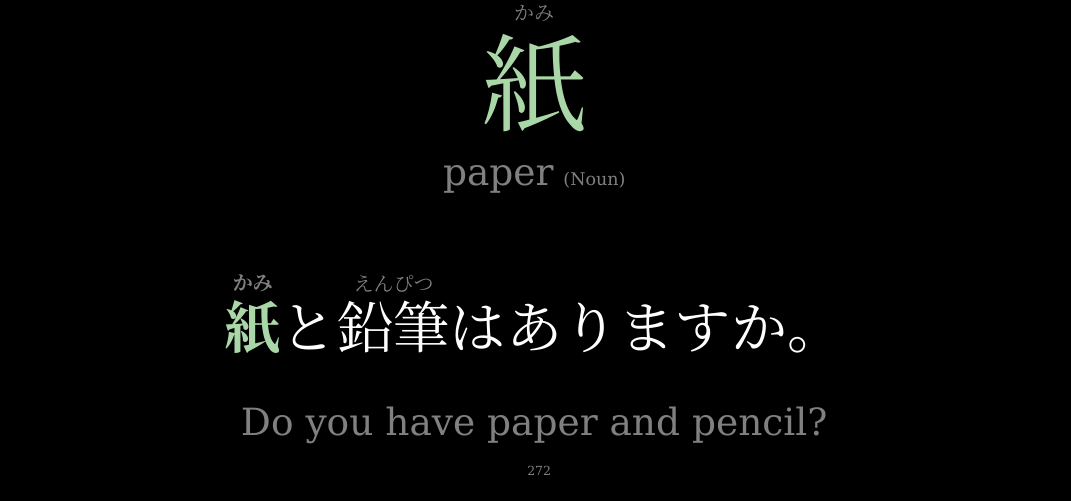 かみ
紙
paper (Noun)
かみ えんぴつ
紙と鉛筆はありますか。
Do you have paper and pencil?
272